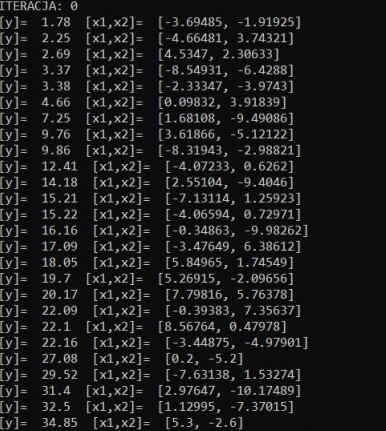 ITERACJA: 0
[y]= 1.78 [x1,x2]= [-3.69485, -1.91925]
[y]= 2.25 [x1,x2]= [-4.66481, 3.74321]
[y]= 2.69 [x1,x2]= [4.5347, 2.30633]
[y]= 3.37 [x1,x2]= [-8.54931, -6.4288]
[y]= 3.38 [x1,x2]= [-2.33347, -3.9743]
[y]= 4.66 [x1,x2]= [0.09832, 3.91839]
[y]= 7.25 [x1,x2]= [1.68108, -9.49086]
[y]= 9.76 [x1,x2]= [3.61866, -5.12122]
[y]= 9.86 [x1,x2]= [-8.31943, -2.98821]
[y]= 12.41 [x1,x2]= [-4.07233, 0.6262]
[y]= 14.18 [x1,x2]= [2.55104, -9.4046]
[y]= 15.21 [x1,x2]= [-7.13114, 1.25923]
[y]= 15.22 [x1,x2]= [-4.06594, 0.72971]
[y]= 16.16 [x1,x2]= [-0.34863, -9.98262]
[y]= 17.09 [x1,x2]= [-3.47649, 6.38612]
[y]= 18.05 [x1,x2]= [5.84965, 1.74549]
[y]= 19.7 [x1,x2]= [5.26915, -2.09656]
[y]= 20.17 [x1,x2]= [7.79816, 5.76378]
[y]= 22.09 [x1,x2]= [-0.39383, 7.35637]
[y]= 22.1 [x1,x2]= [8.56764, 0.47978]
[y]= 22.16 [x1,x2]= [-3.44875, -4.97901]
[y]= 27.08 [x1,x2]= [0.2, -5.2]
[y]= 29.52 [x1,x2]= [-7.63138, 1.53274]
[y]= 31.4 [x1,x2]= [2.97647, -10.17489]
[y]= 32.5 [x1,x2]= [1.12995, -7.37015]
[y]= 34.85 [x1,x2]= [5.3, -2.6]